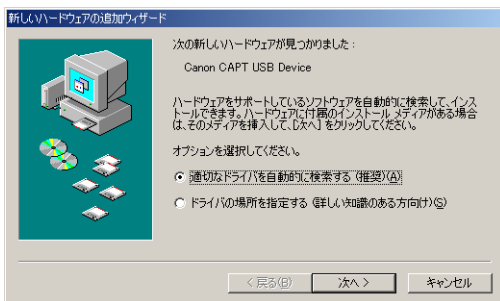 新しいハードウェアの追加ウィザード
次の新しいハードウェアが見つかりました:
Canon CAPT USB Device
ハードウェアをサポートしているソフトウェアを自動的に検索して、インス
トールできます。ハードウェアに付属のインストール メディアがある場合
は、そのメディアを挿入して、[次へ] をクリックしてください。
オプションを選択してください。
適切なドライバを自動的に検索する (推奨)(A)
ドライバの場所を指定する (詳しい知識のある方向け)(S)
< 戻る(B) 次へ > キャンセル